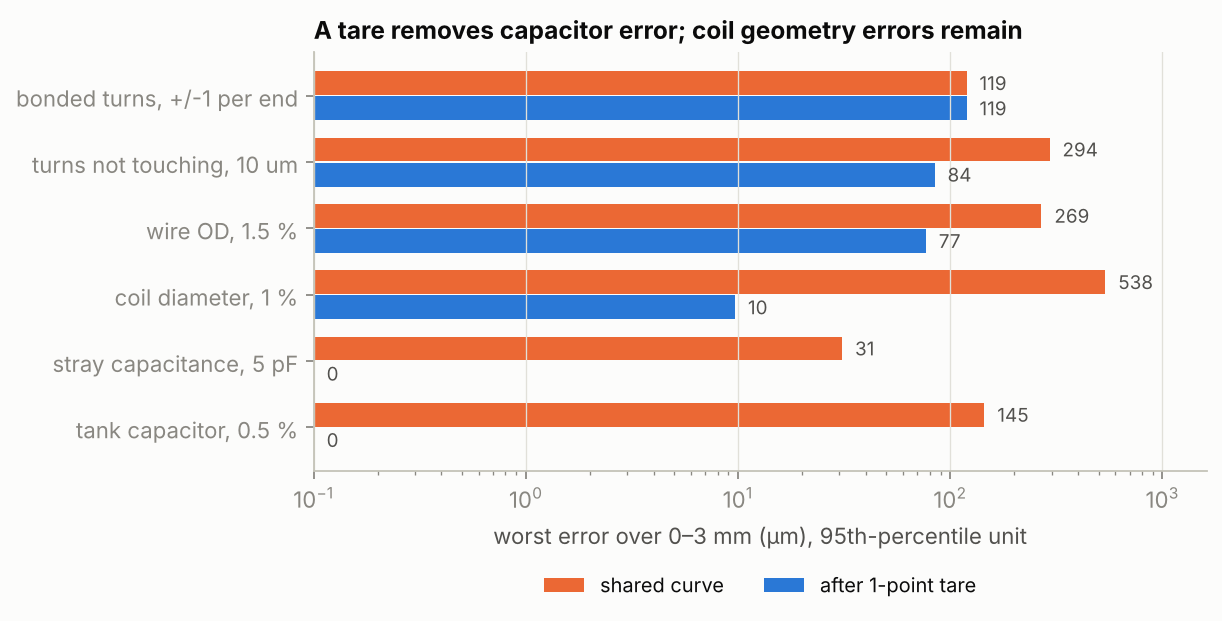 A tare removes capacitor error; coil geometry errors remain
bonded turns, +/-1 per end
119
119
turns not touching, 10 um
294
84
wire OD, 1.5 %
269
77
coil diameter, 1 %
538
10
stray capacitance, 5 pF
31
0
tank capacitor, 0.5 %
145
0
10⁻¹ 10⁰ 10¹ 10² 10³
worst error over 0–3 mm (µm), 95th-percentile unit
shared curve after 1-point tare